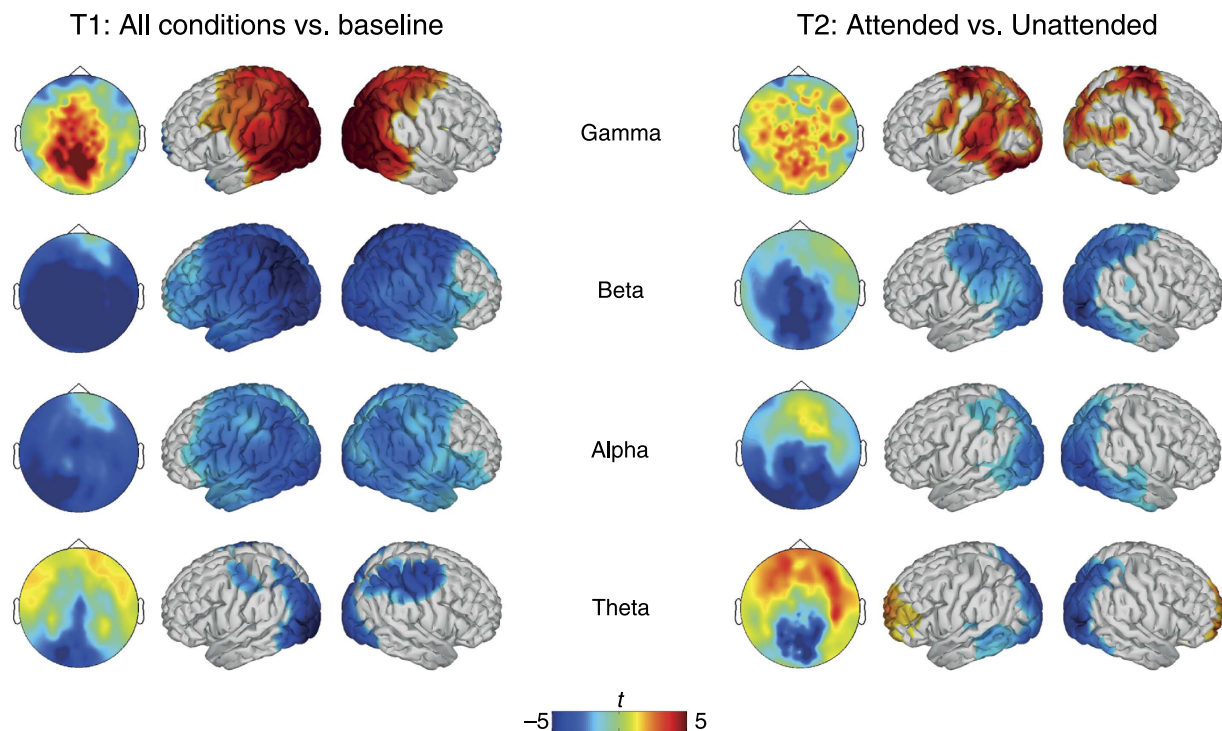 T1: All conditions vs. baseline
T2: Attended vs. Unattended
Gamma
Beta
Alpha
Theta
t
–5
5